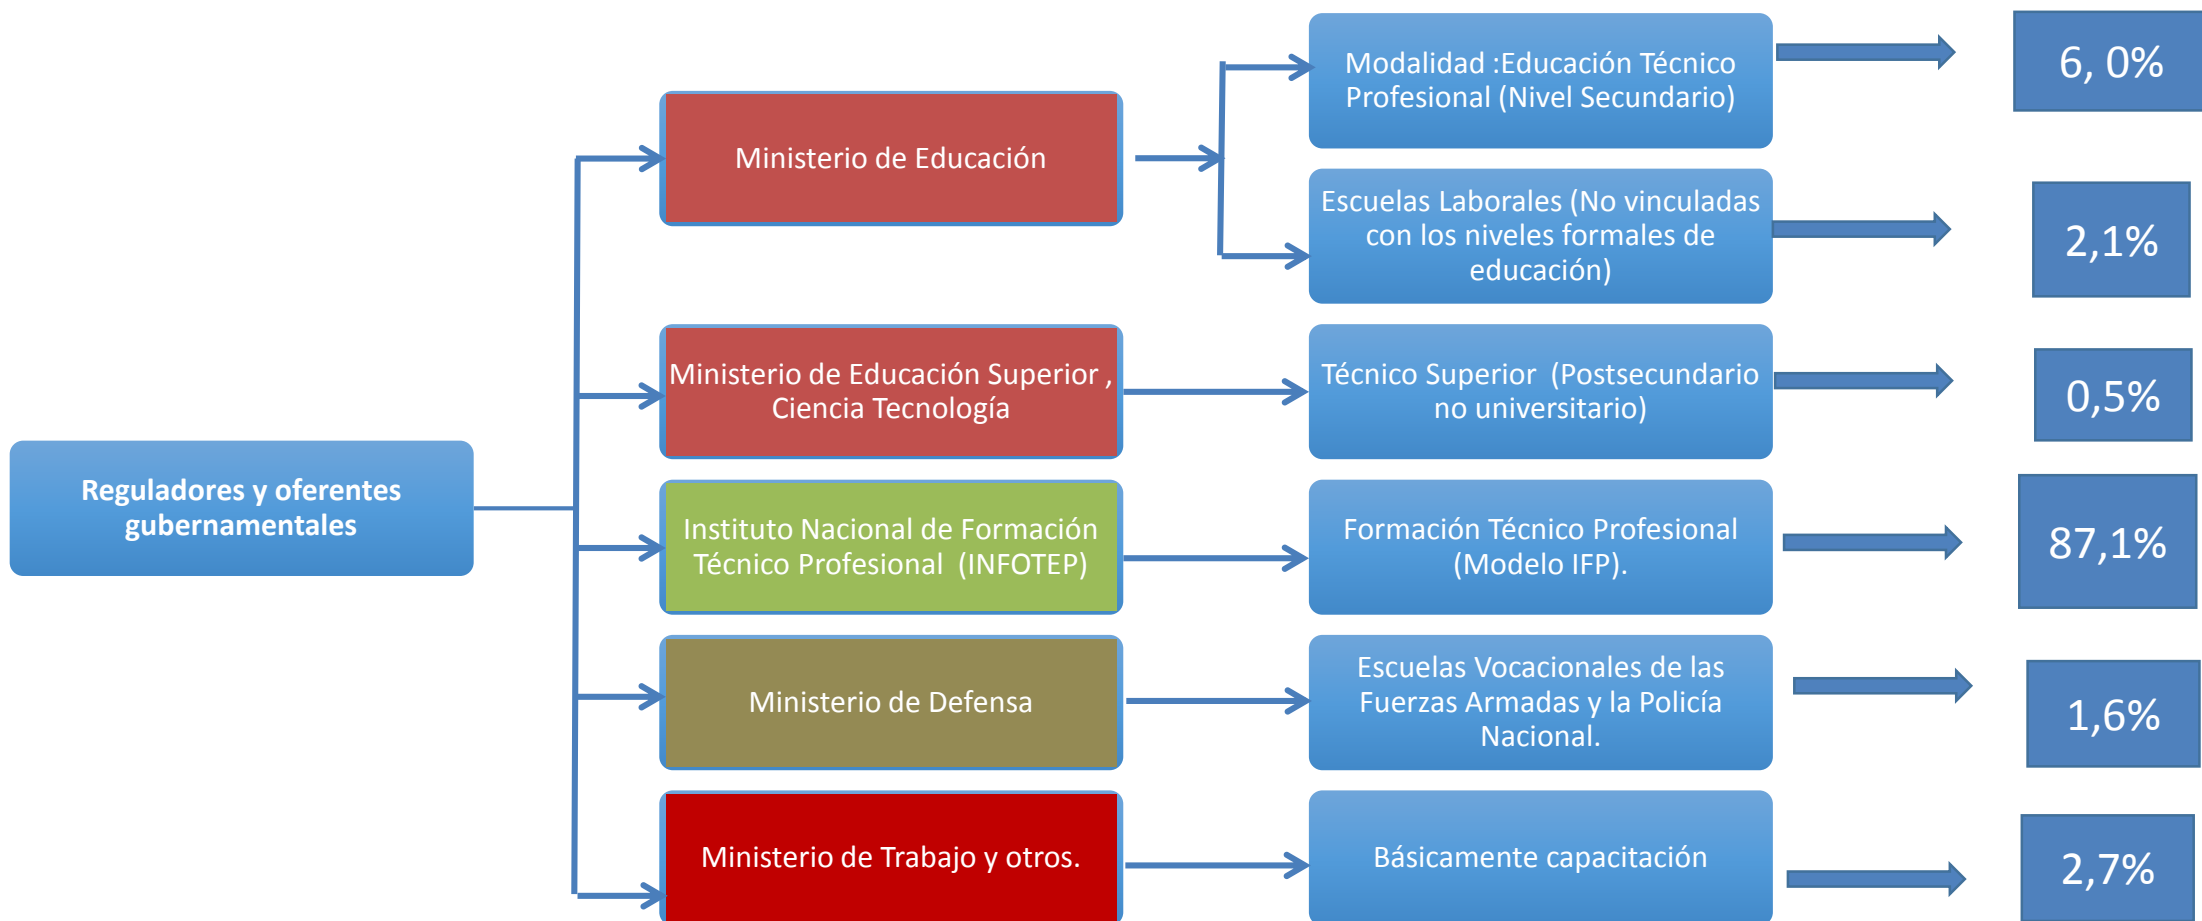 Reguladores y oferentes
gubernamentales
Ministerio de Educación
Modalidad :Educación Técnico
Profesional (Nivel Secundario)
6, 0%
Escuelas Laborales (No vinculadas
con los niveles formales de
educación)
2,1%
Ministerio de Educación Superior ,
Ciencia Tecnología
Técnico Superior (Postsecundario
no universitario)
0,5%
Instituto Nacional de Formación
Técnico Profesional (INFOTEP)
Formación Técnico Profesional
(Modelo IFP).
87,1%
Ministerio de Defensa
Escuelas Vocacionales de las
Fuerzas Armadas y la Policía
Nacional.
1,6%
Ministerio de Trabajo y otros.
Básicamente capacitación
2,7%